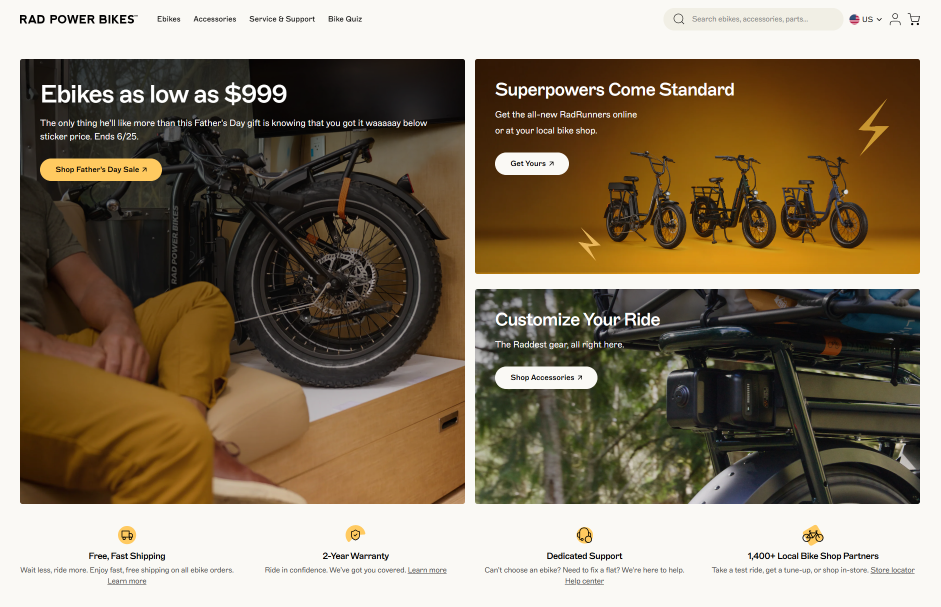 RAD POWER BIKES
Ebikes
Accessories
Service & Support
Bike Quiz
Search ebikes, accessories, parts...
US
Ebikes as low as $999
The only thing he'll like more than this Father's Day gift is knowing that you got it waaaaay below
sticker price. Ends 6/25.
Shop Father's Day Sale ↗
RAD POWER BIKES
Superpowers Come Standard
Get the all-new RadRunners online
or at your local bike shop.
Get Yours ↗
Customize Your Ride
The Raddest gear, all right here.
Shop Accessories ↗
Free, Fast Shipping
Wait less, ride more. Enjoy fast, free shipping on all ebike orders.
Learn more
2-Year Warranty
Ride in confidence. We've got you covered. Learn more
Dedicated Support
Can't choose an ebike? Need to fix a flat? We're here to help.
Help center
1,400+ Local Bike Shop Partners
Take a test ride, get a tune-up, or shop in-store. Store locator